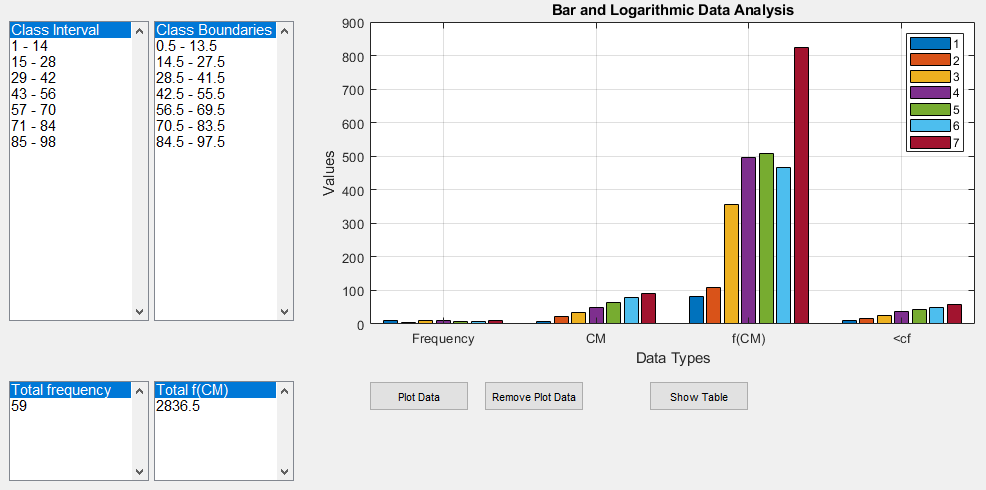 Class Interval
1 - 14
15 - 28
29 - 42
43 - 56
57 - 70
71 - 84
85 - 98
Class Boundaries
0.5 - 13.5
14.5 - 27.5
28.5 - 41.5
42.5 - 55.5
56.5 - 69.5
70.5 - 83.5
84.5 - 97.5
Bar and Logarithmic Data Analysis
Values
900
800
700
600
500
400
300
200
100
0
1
2
3
4
5
6
7
Frequency
CM
f(CM)
<cf
Data Types
Total frequency
59
Total f(CM)
2836.5
Plot Data
Remove Plot Data
Show Table